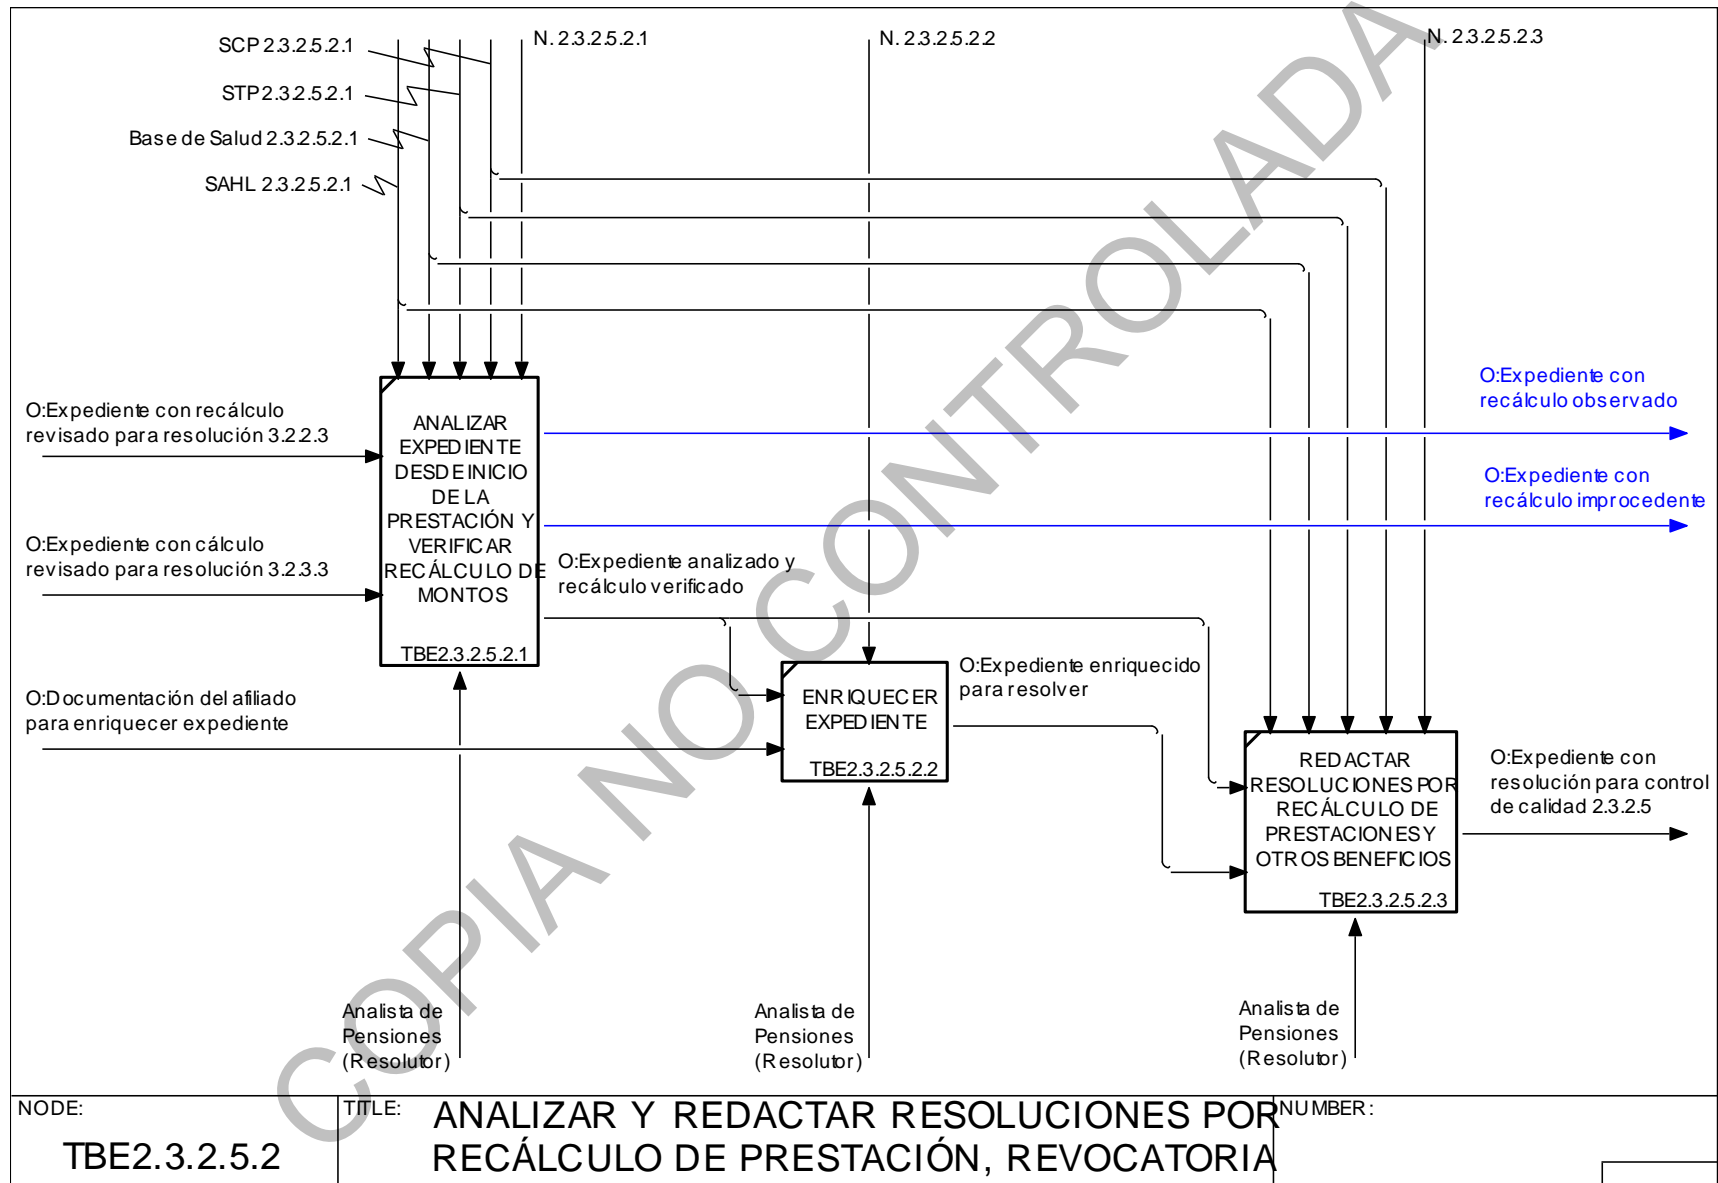 SCP 2.3.2.5.2.1
N. 2.3.2.5.2.1
N. 2.3.2.5.2.2
N. 2.3.2.5.2.3
STP 2.3.2.5.2.1
Base de Salud 2.3.2.5.2.1
SAHL 2.3.2.5.2.1
O:Expediente con recálculo
revisado para resolución 3.2.2.3
O:Expediente con cálculo
revisado para resolución 3.2.3.3
O:Documentación del afiliado
para enriquecer expediente
ANALIZAR
EXPEDIENTE
DESDE INICIO
DE LA
PRESTACIÓN Y
VERIFICAR
RECÁLCULO DE
MONTOS
TBE2.3.2.5.2.1
O:Expediente con
recálculo observado
O:Expediente con
recálculo improcedente
O:Expediente analizado y
recálculo verificado
ENRIQUECER
EXPEDIENTE
TBE2.3.2.5.2.2
O:Expediente enriquecido
para resolver
REDACTAR
RESOLUCIONES POR
RECÁLCULO DE
PRESTACIONES Y
OTROS BENEFICIOS
TBE2.3.2.5.2.3
O:Expediente con
resolución para control
de calidad 2.3.2.5
Analista de
Pensiones
(Resolutor)
Analista de
Pensiones
(Resolutor)
Analista de
Pensiones
(Resolutor)
COPIA NO CONTROLADA
NODE:
TBE2.3.2.5.2
TITLE:
ANALIZAR Y REDACTAR RESOLUCIONES POR
RECÁLCULO DE PRESTACIÓN, REVOCATORIA
NUMBER: